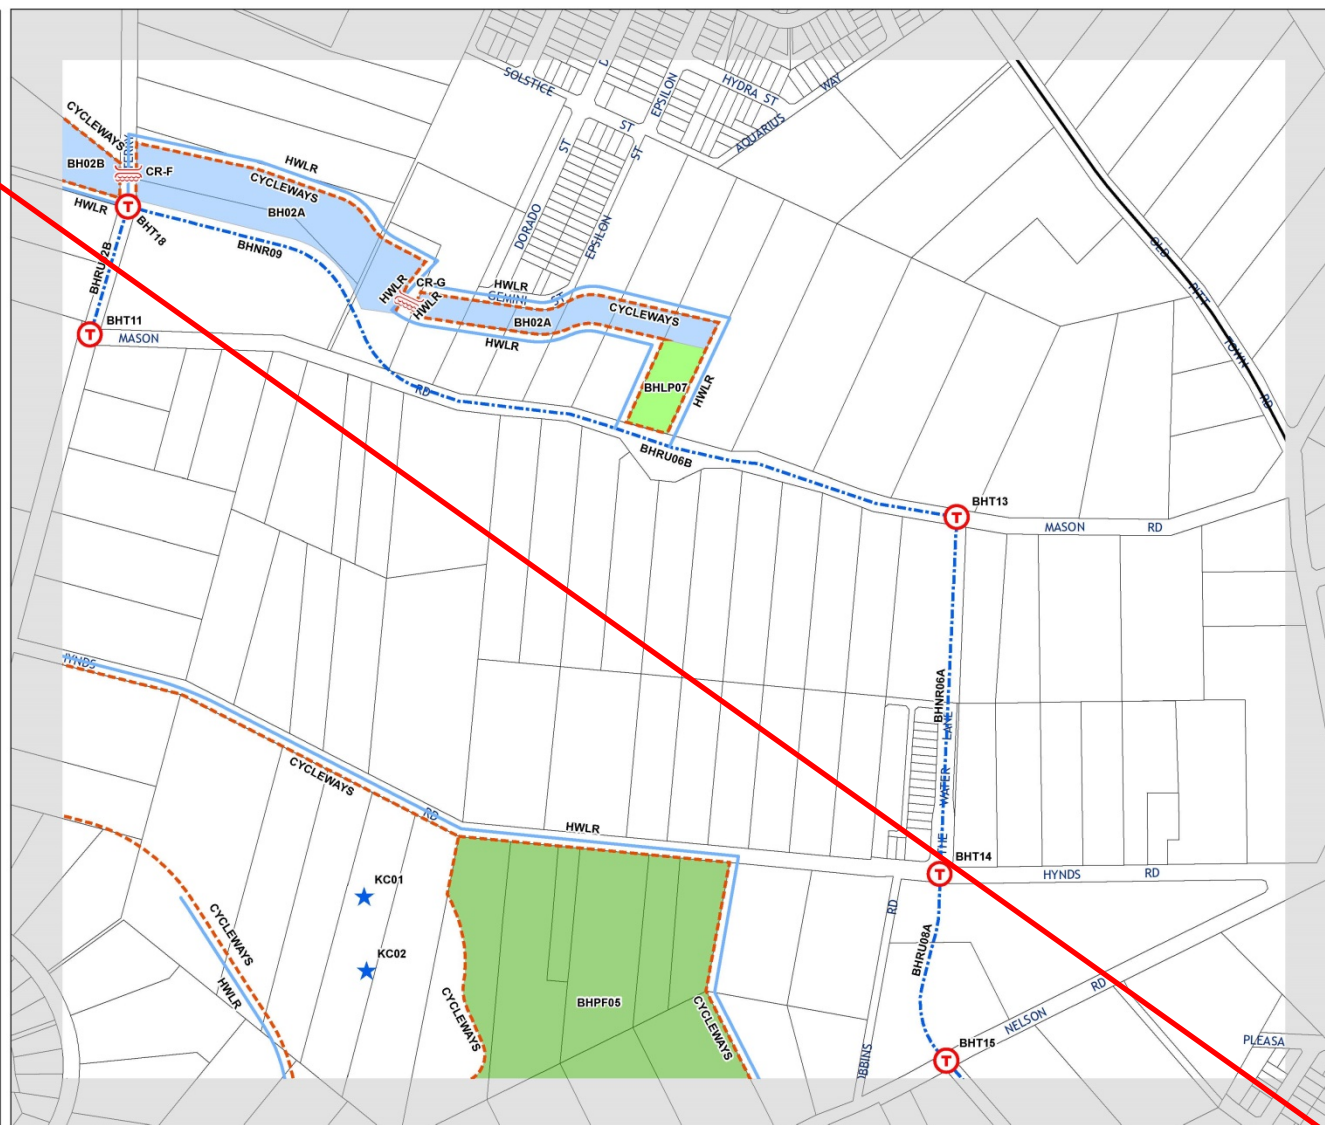 SOLSTICE
EPSILON
HYDRA ST
WAY
AQUARIUS
ST
ST
ST
CYCLEWAYS
BH02B
CR-F
HWLR
CYCLEWAYS
BH02A
HWLR
BHT18
BHNR09
DORADO
EPSILON
OLD
PITT
TOWN
RD
CR-G
HWLR
HWLR
HWLR
GEMINI
ST
CYCLEWAYS
BH02A
HWLR
BHT11
MASON
RD
BHLP07
HWLR
BHRU06B
BHT13
MASON
RD
CYCLEWAYS
RD
HWLR
BHNR06A
THE WATER LANE
BHT14
HYNDS
RD
KC01
KC02
CYCLEWAYS
HWLR
CYCLEWAYS
BHPF05
CYCLEWAYS
RD
BHRU08A
NELSON
RD
BHT15
PLEASA